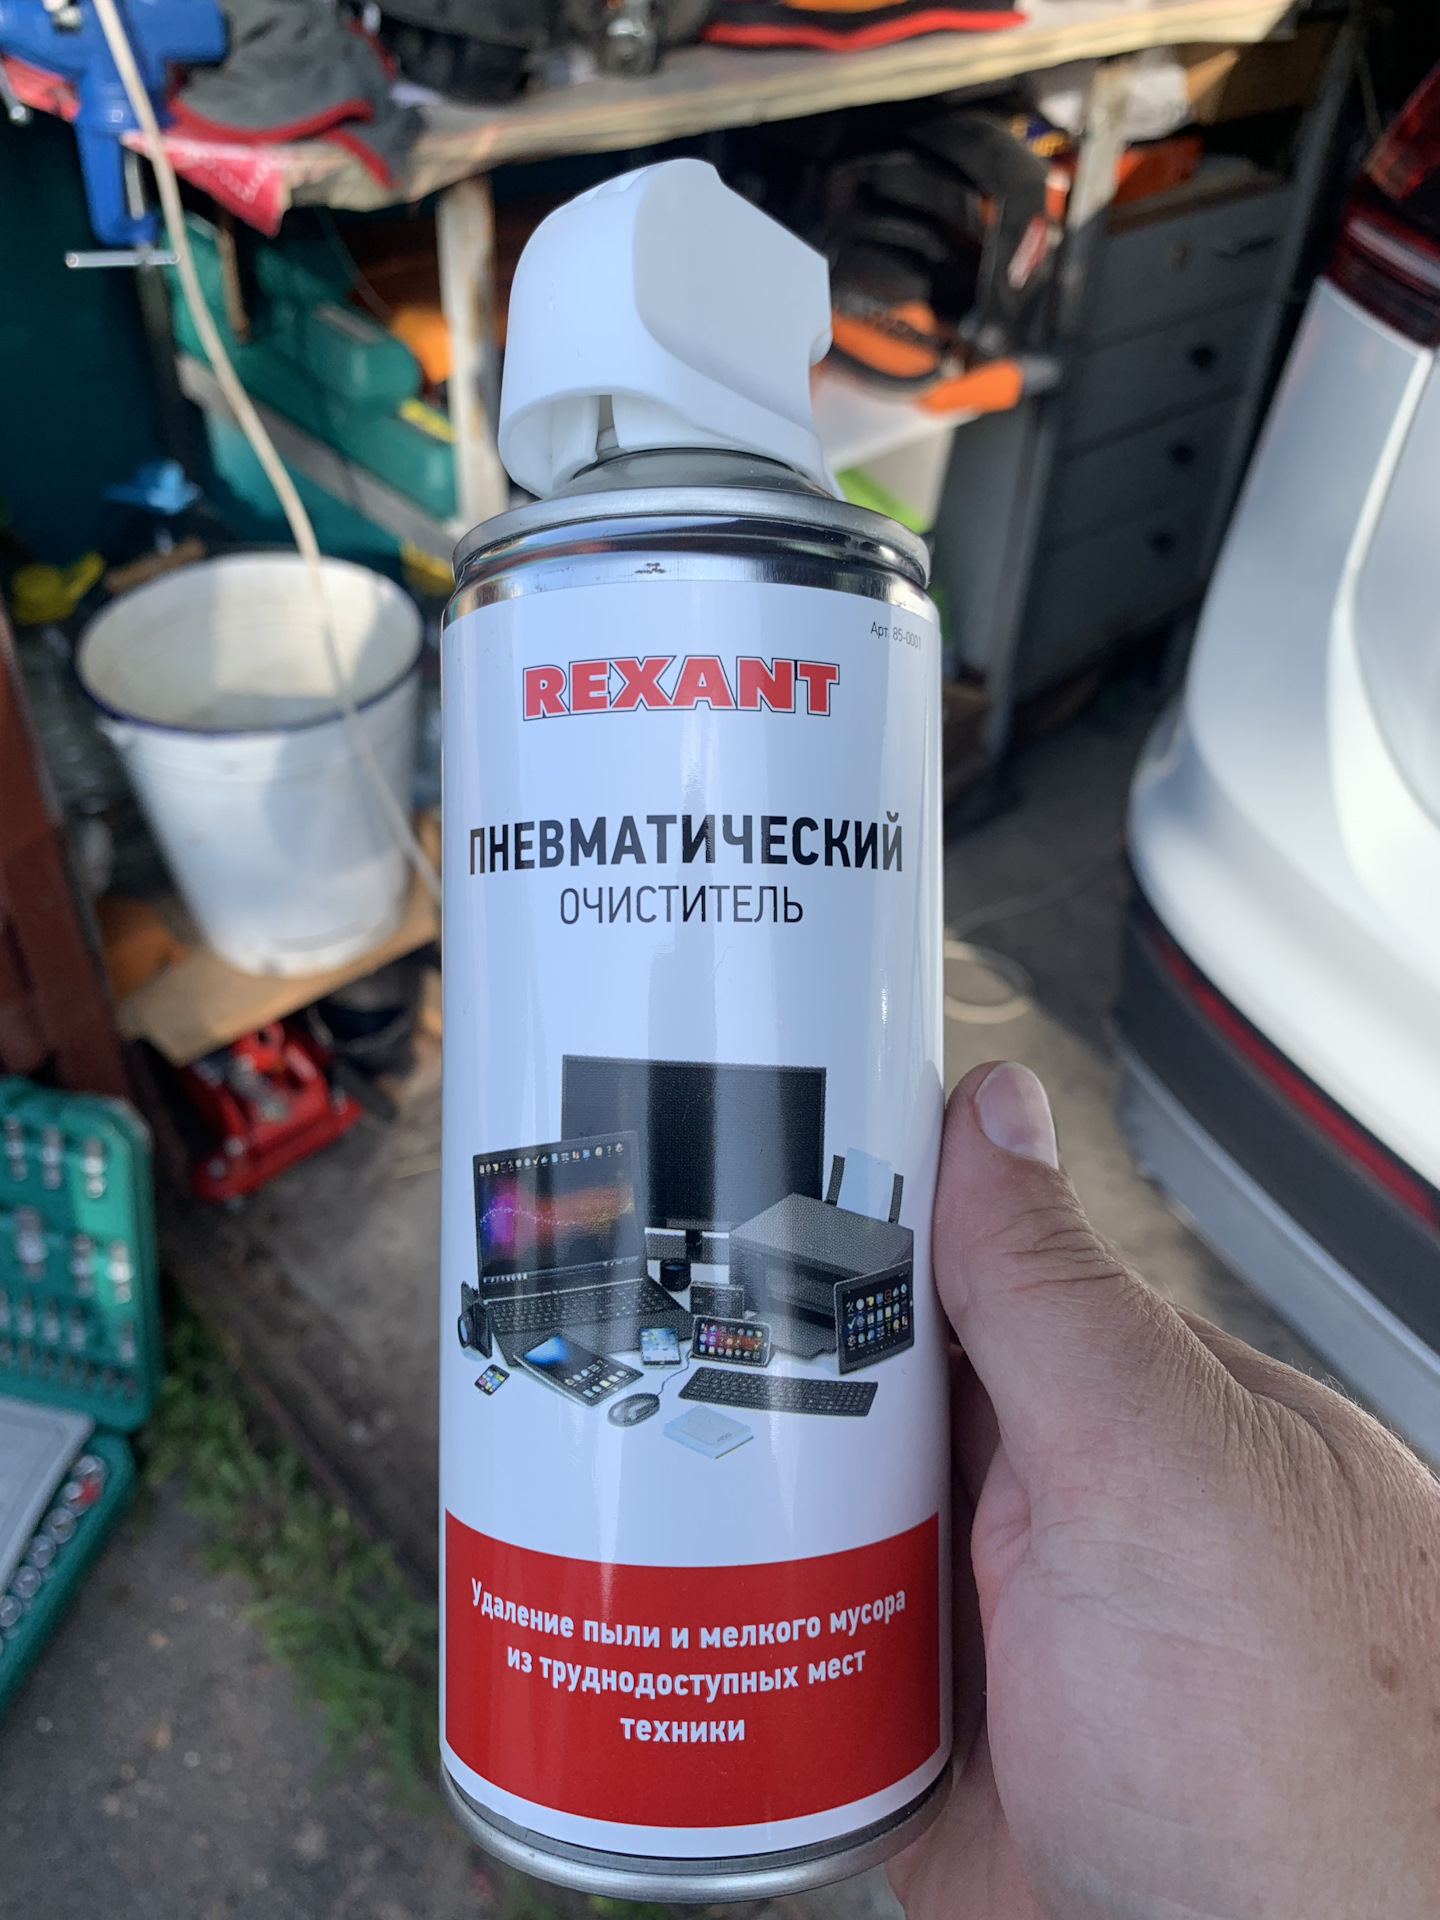 Арт. 85-0001
REXANT
ПНЕВМАТИЧЕСКИЙ
ОЧИСТИТЕЛЬ
Удаление пыли и мелкого мусора
из труднодоступных мест
техники